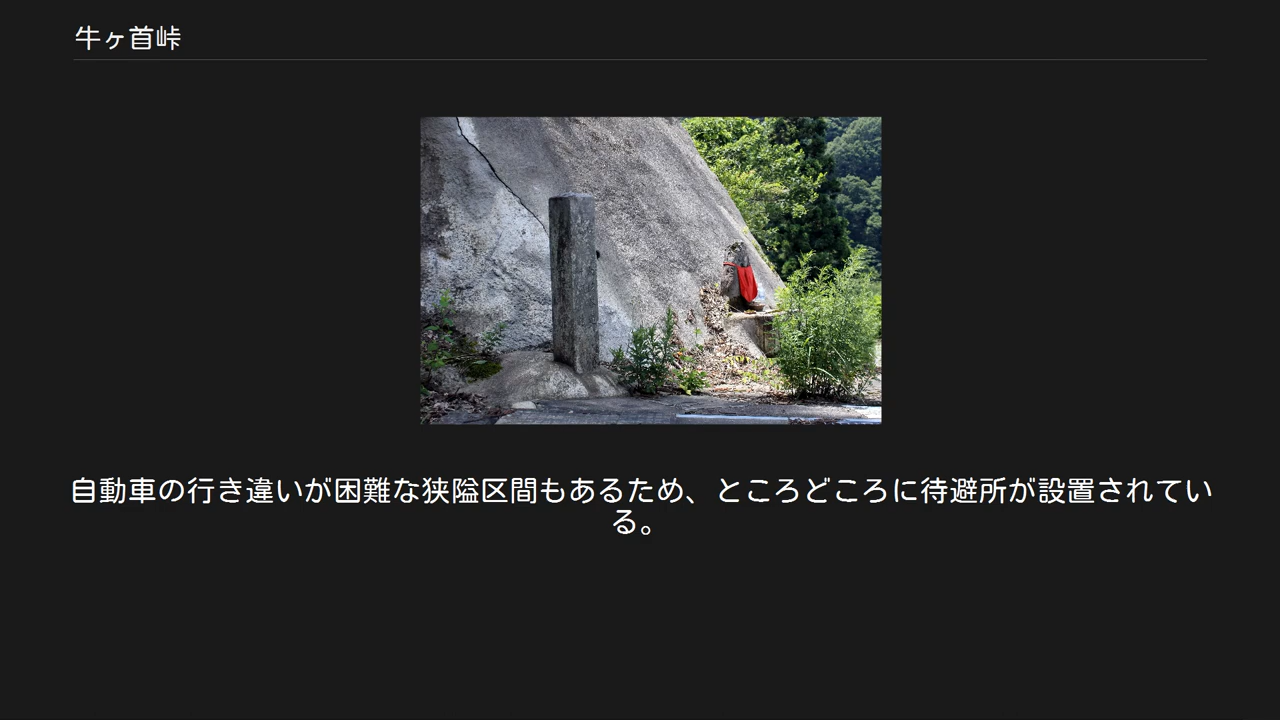 牛ヶ首峠
自動車の行き違いが困難な狭隘区間もあるため、ところどころに待避所が設置されてい
る。